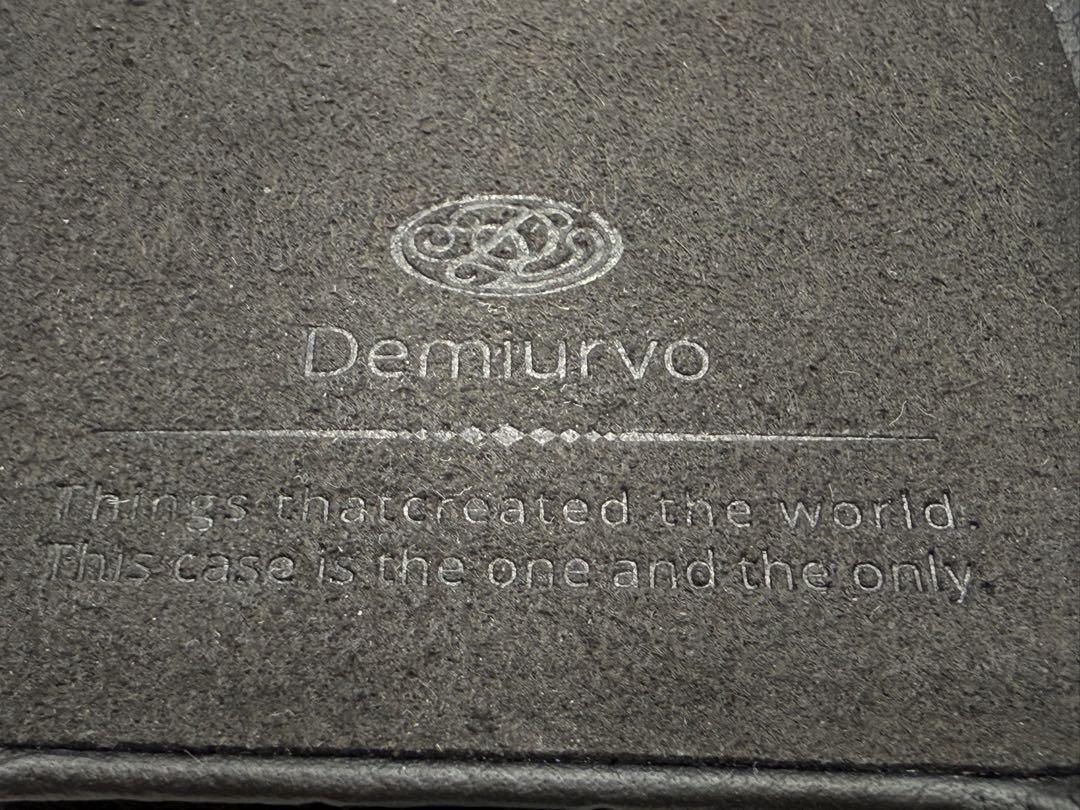 Demiurvo
Things thatcreated the world.
This case is the one and the only.